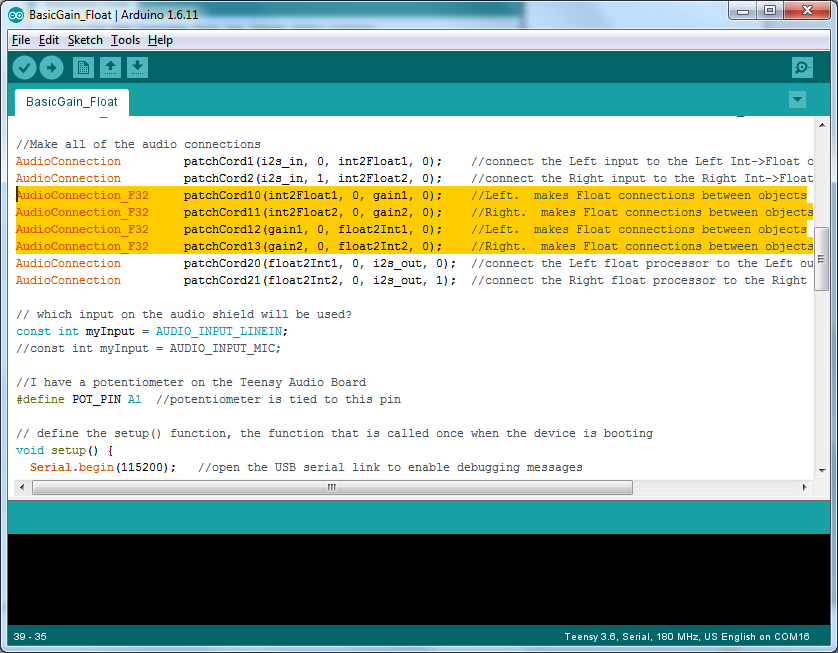 BasicGain_Float | Arduino 1.6.11
File Edit Sketch Tools Help
BasicGain_Float
//Make all of the audio connections
AudioConnection patchCord1(i2s_in, 0, int2Float1, 0); //connect the Left input to the Left Int->Float c
AudioConnection patchCord2(i2s_in, 1, int2Float2, 0); //connect the Right input to the Right Int->Float
AudioConnection_F32 patchCord10(int2Float1, 0, gain1, 0); //Left. makes Float connections between objects
AudioConnection_F32 patchCord11(int2Float2, 0, gain2, 0); //Right. makes Float connections between objects
AudioConnection_F32 patchCord12(gain1, 0, float2Int1, 0); //Left. makes Float connections between objects
AudioConnection_F32 patchCord13(gain2, 0, float2Int2, 0); //Right. makes Float connections between objects
AudioConnection patchCord20(float2Int1, 0, i2s_out, 0); //connect the Left float processor to the Left ou
AudioConnection patchCord21(float2Int2, 0, i2s_out, 1); //connect the Right float processor to the Right
// which input on the audio shield will be used?
const int myInput = AUDIO_INPUT_LINEIN;
//const int myInput = AUDIO_INPUT_MIC;
//I have a potentiometer on the Teensy Audio Board
#define POT_PIN A1 //potentiometer is tied to this pin
// define the setup() function, the function that is called once when the device is booting
void setup() {
Serial.begin(115200); //open the USB serial link to enable debugging messages
39 - 35
Teensy 3.6, Serial, 180 MHz, US English on COM16